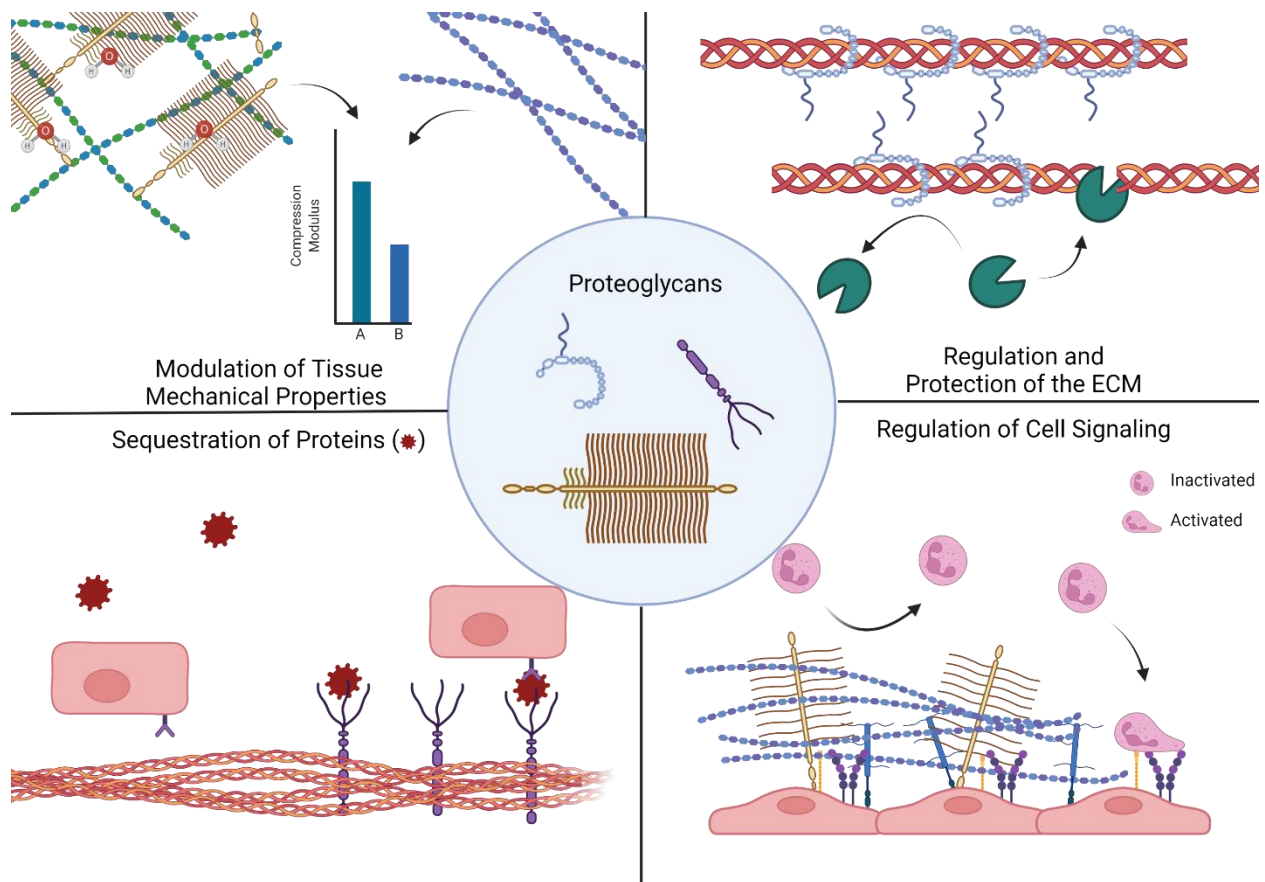 O
H H
O
H H
O
H H
Compression
Modulus
A B
Modulation of Tissue
Mechanical Properties
Proteoglycans
Regulation and
Protection of the ECM
Sequestration of Proteins ( )
Regulation of Cell Signaling
Inactivated
Activated